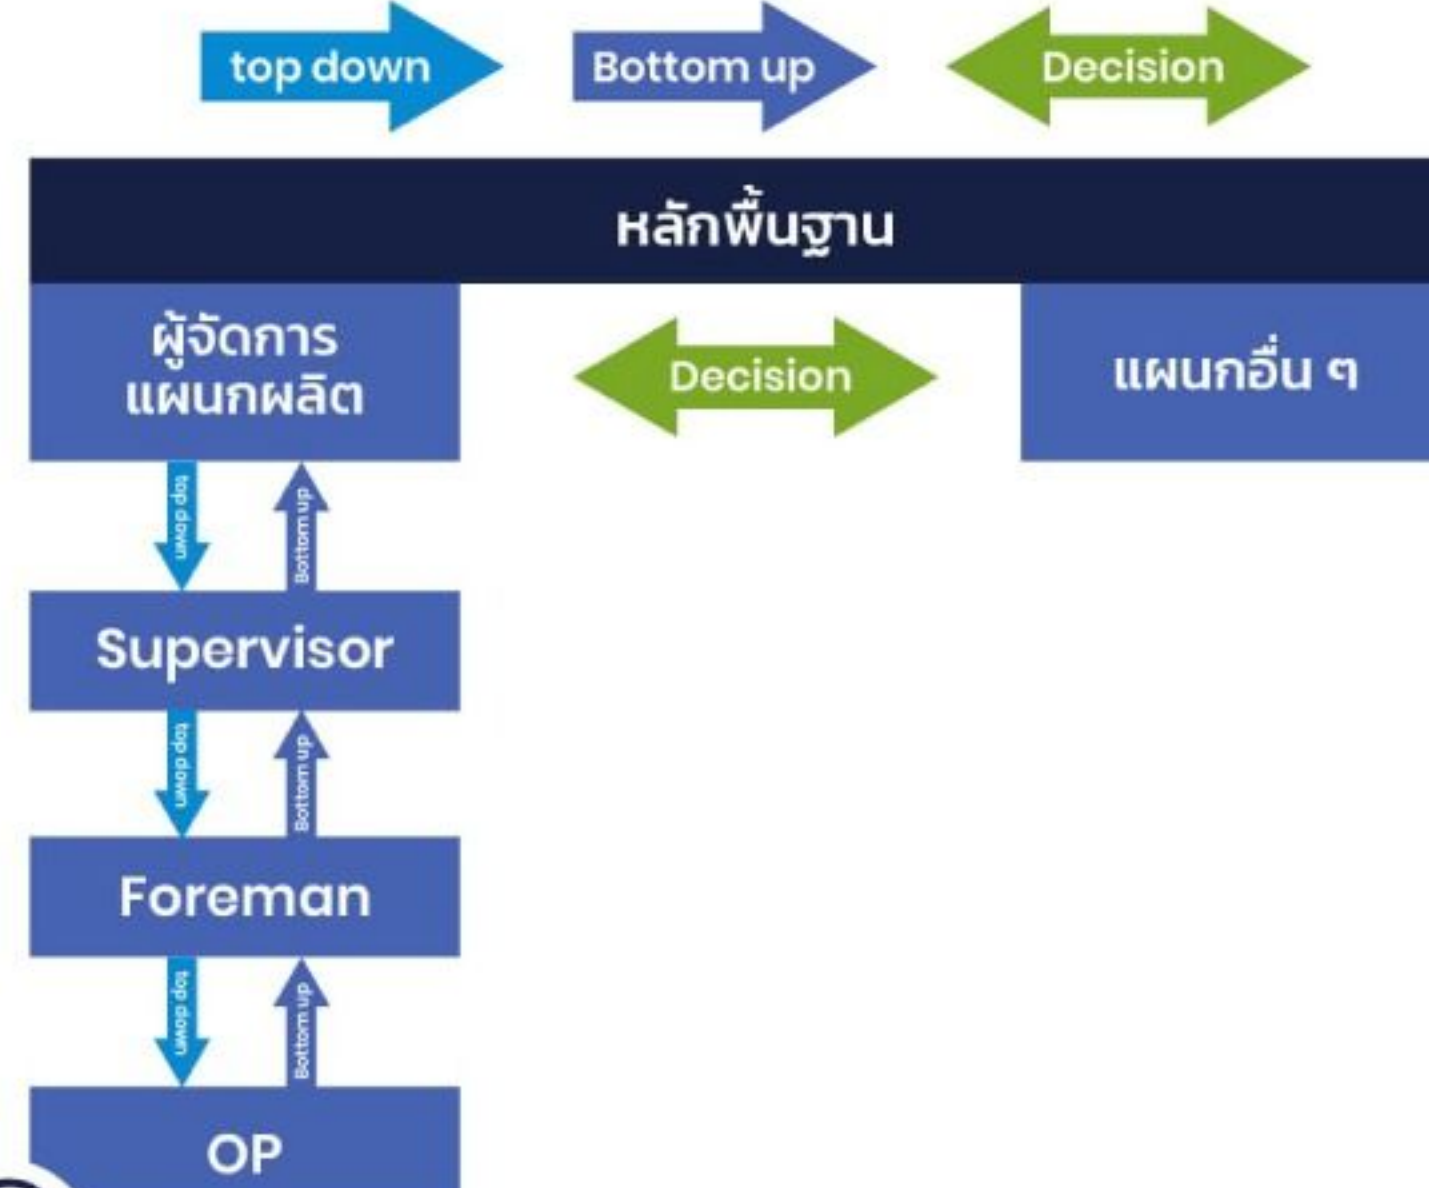 top down
Bottom up
Decision
หลักพื้นฐาน
ผู้จัดการ
แผนกผลิต
Decision
แผนกอื่น ๆ
top down
Bottom up
Supervisor
top down
Bottom up
Foreman
top down
Bottom up
OP